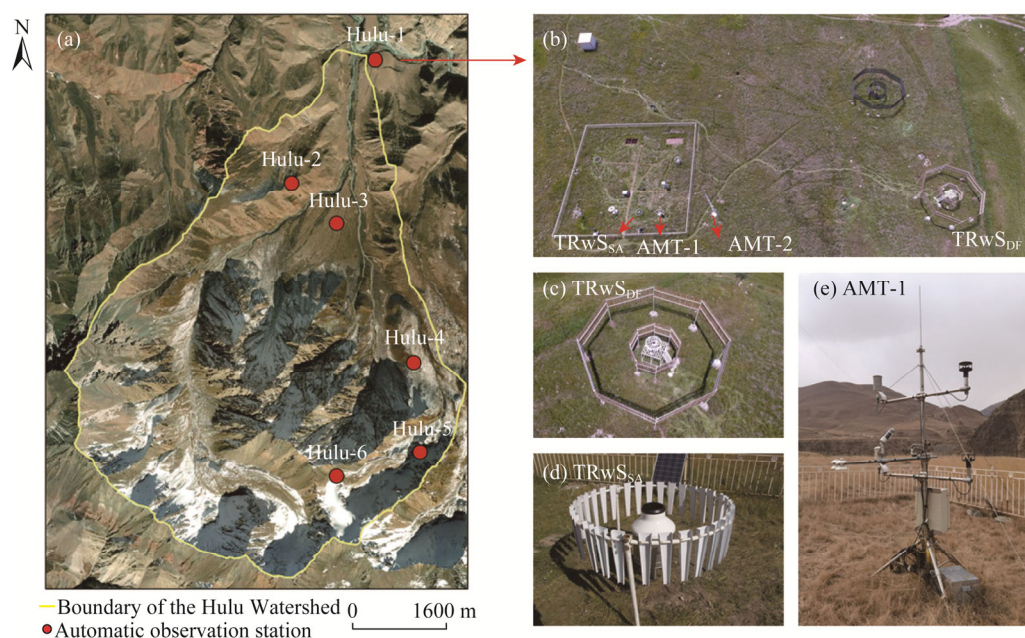 N
(a)
Hulu-1
Hulu-2
Hulu-3
Hulu-4
Hulu-5
Hulu-6
Boundary of the Hulu Watershed
Automatic observation station
0 1600 m
(b)
TRwS_SA AMT-1 AMT-2 TRwS_DF
(c) TRwS_DF
(d) TRwS_SA
(e) AMT-1